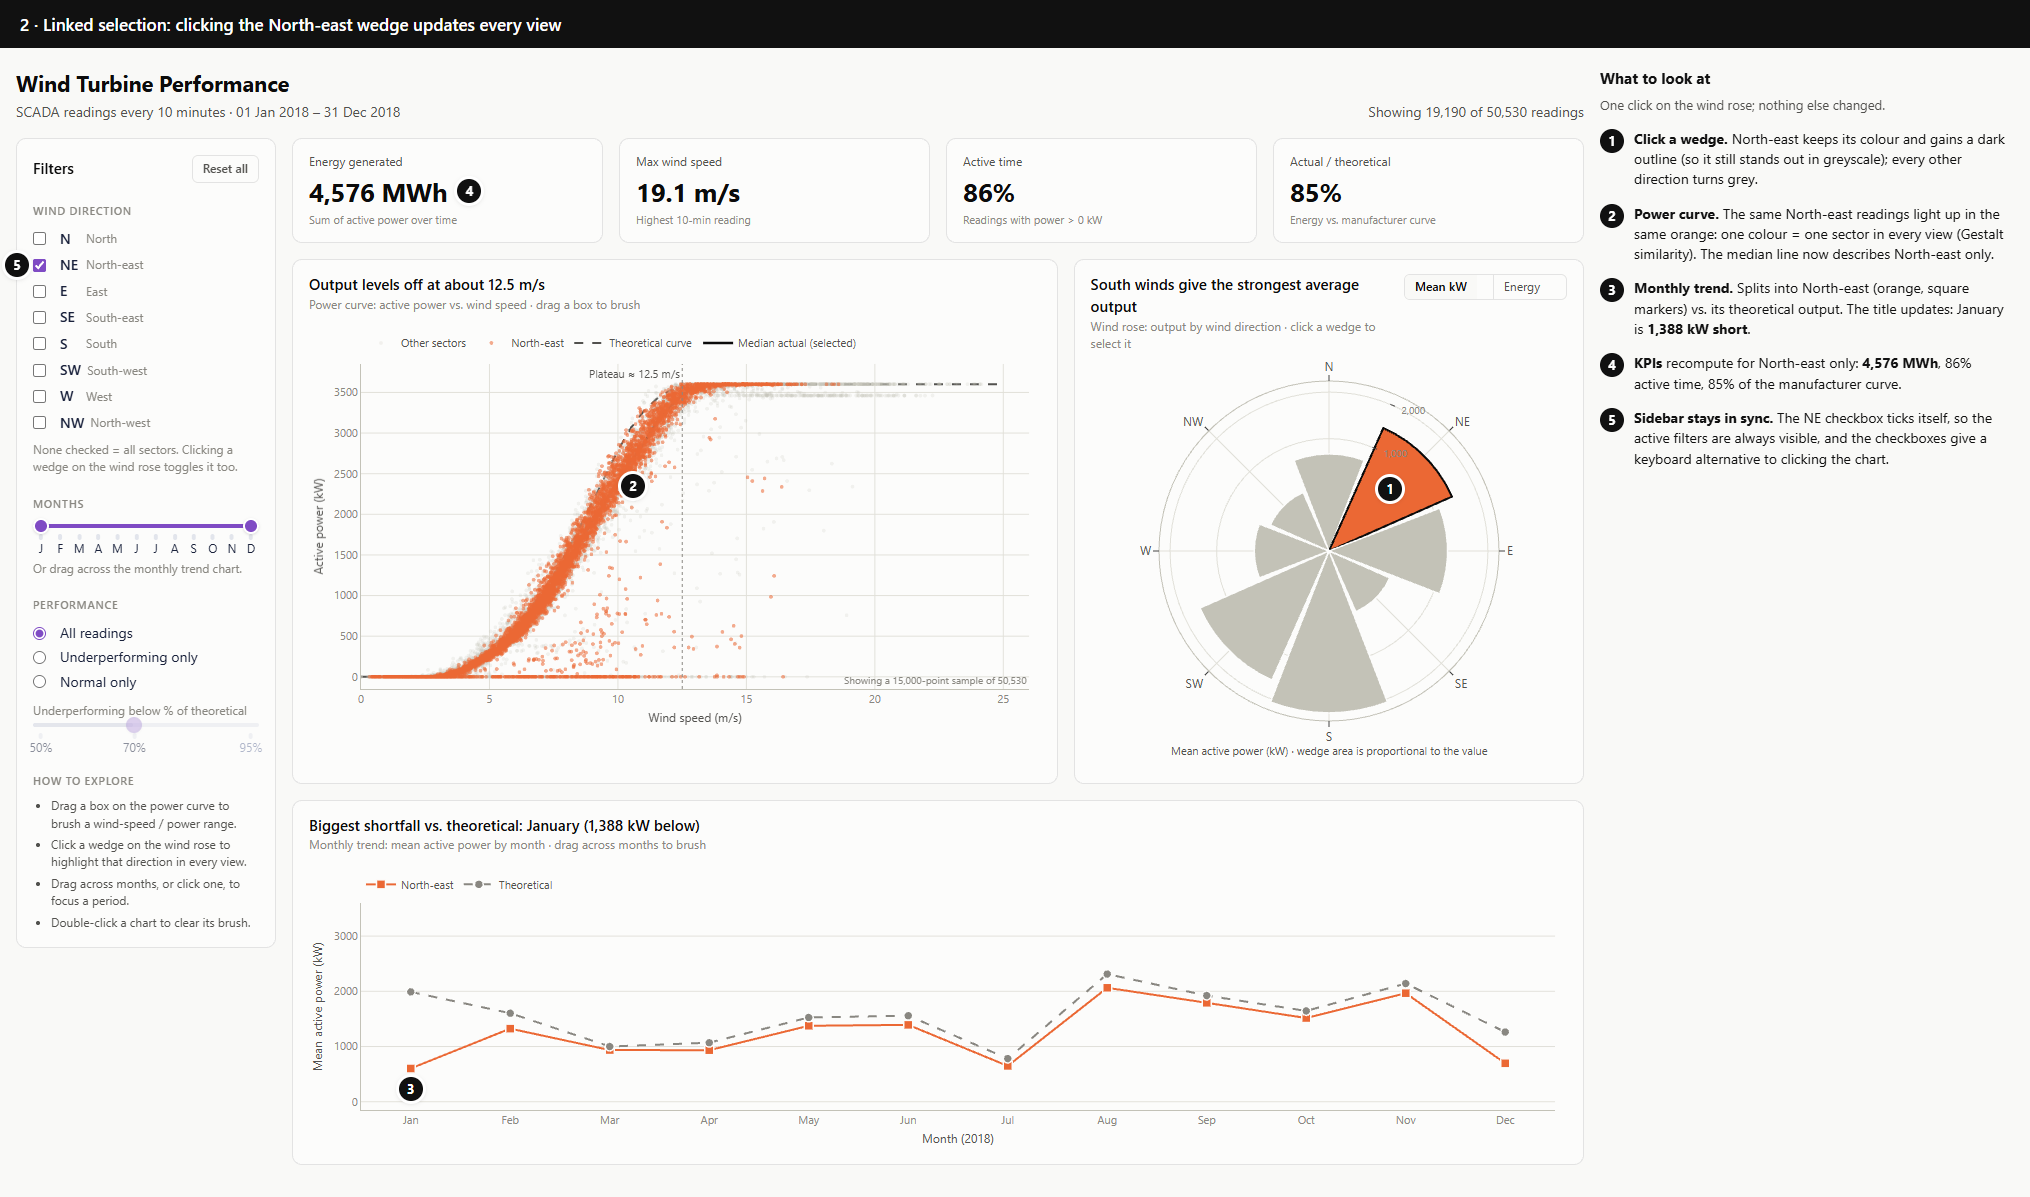 2 · Linked selection: clicking the North-east wedge updates every view
Wind Turbine Performance
SCADA readings every 10 minutes · 01 Jan 2018 – 31 Dec 2018
Showing 19,190 of 50,530 readings
Filters
Reset all
WIND DIRECTION
N North
5
NE North-east
E East
SE South-east
S South
SW South-west
W West
NW North-west
None checked = all sectors. Clicking a
wedge on the wind rose toggles it too.
MONTHS
J F M A M J J A S O N D
Or drag across the monthly trend chart.
PERFORMANCE
All readings
Underperforming only
Normal only
Underperforming below % of theoretical
50% 70% 95%
HOW TO EXPLORE
• Drag a box on the power curve to
brush a wind-speed / power range.
• Click a wedge on the wind rose to
highlight that direction in every view.
• Drag across months, or click one, to
focus a period.
• Double-click a chart to clear its brush.
Energy generated
4,576 MWh 4
Sum of active power over time
Max wind speed
19.1 m/s
Highest 10-min reading
Active time
86%
Readings with power > 0 kW
Actual / theoretical
85%
Energy vs. manufacturer curve
Output levels off at about 12.5 m/s
Power curve: active power vs. wind speed · drag a box to brush
Other sectors North-east Theoretical curve Median actual (selected)
Plateau ≈ 12.5 m/s
3500
3000
2500
2000
1500
1000
500
0
Active power (kW)
2
Showing a 15,000-point sample of 50,530
0 5 10 15 20 25
Wind speed (m/s)
South winds give the strongest average
output
Mean kW Energy
Wind rose: output by wind direction · click a wedge to
select it
N
NE
E
SE
S
SW
W
NW
2,000
1,000
1
Mean active power (kW) · wedge area is proportional to the value
Biggest shortfall vs. theoretical: January (1,388 kW below)
Monthly trend: mean active power by month · drag across months to brush
North-east Theoretical
3000
2000
1000
0
Mean active power (kW)
3
Jan Feb Mar Apr May Jun Jul Aug Sep Oct Nov Dec
Month (2018)
What to look at
One click on the wind rose; nothing else changed.
1 Click a wedge. North-east keeps its colour and gains a dark
outline (so it still stands out in greyscale); every other
direction turns grey.
2 Power curve. The same North-east readings light up in the
same orange: one colour = one sector in every view (Gestalt
similarity). The median line now describes North-east only.
3 Monthly trend. Splits into North-east (orange, square
markers) vs. its theoretical output. The title updates: January
is 1,388 kW short.
4 KPIs recompute for North-east only: 4,576 MWh, 86%
active time, 85% of the manufacturer curve.
5 Sidebar stays in sync. The NE checkbox ticks itself, so the
active filters are always visible, and the checkboxes give a
keyboard alternative to clicking the chart.